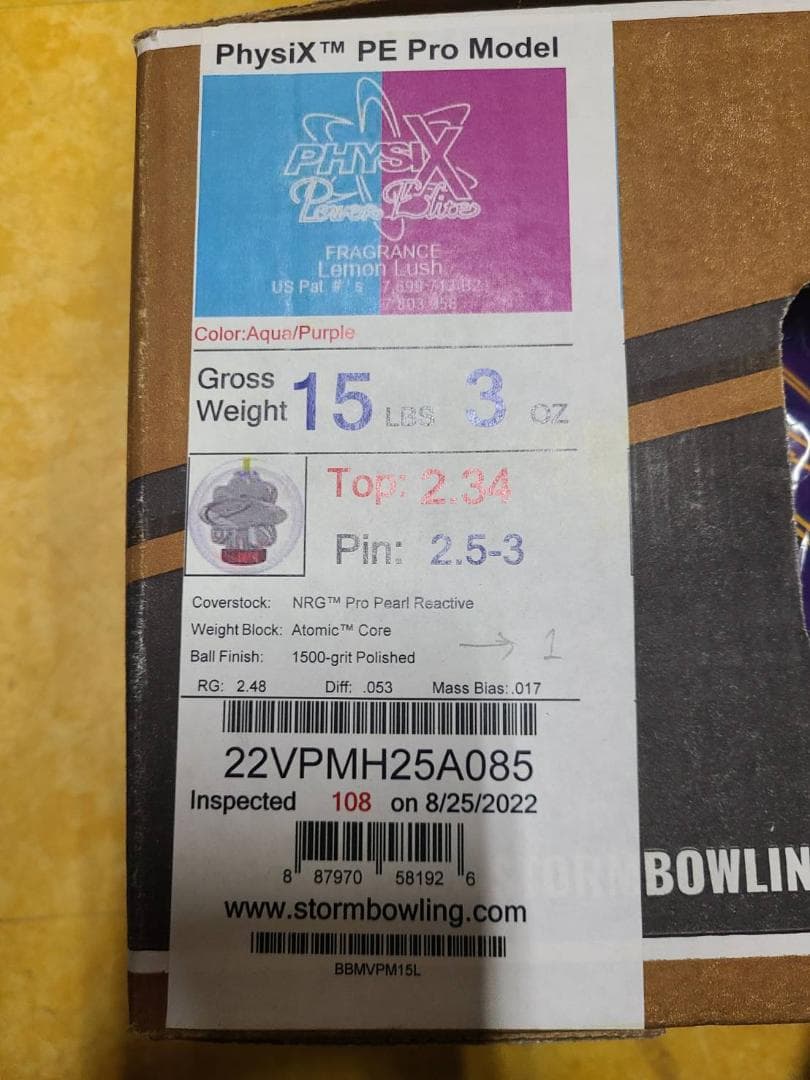 PhysiX™ PE Pro Model
PHYSIX
Power Elite
FRAGRANCE
Lemon Lush
US Pat. #'s
Color:Aqua/Purple
Gross Weight 15 LBS 3 OZ
Top: 2.34
Pin: 2.5-3
Coverstock: NRG™ Pro Pearl Reactive
Weight Block: Atomic™ Core
→ 1
Ball Finish: 1500-grit Polished
RG: 2.48 Diff: .053 Mass Bias:.017
22VPMH25A085
Inspected 108 on 8/25/2022
8 87970 58192 6
www.stormbowling.com
BBMVPM15L
STORM BOWLIN